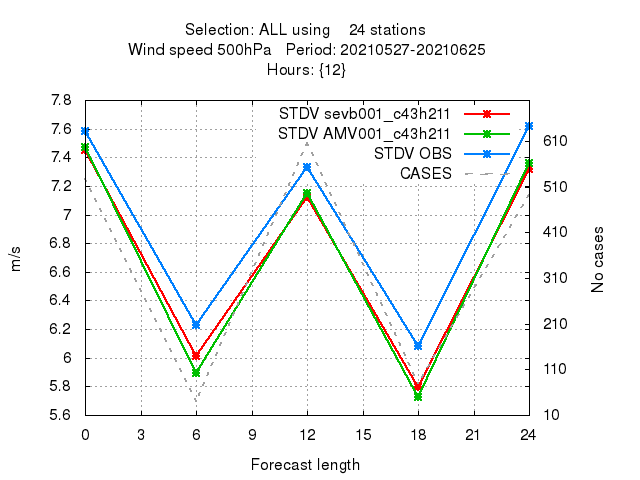 Selection: ALL using    24 stations
Wind speed 500hPa   Period: 20210527-20210625
Hours: {12}
STDV sevb001_c43h211
STDV AMV001_c43h211
STDV OBS
CASES
7.8
7.6
7.4
7.2
7
6.8
6.6
6.4
6.2
6
5.8
5.6
m/s
610
510
410
310
210
110
10
No cases
0 3 6 9 12 15 18 21 24
Forecast length